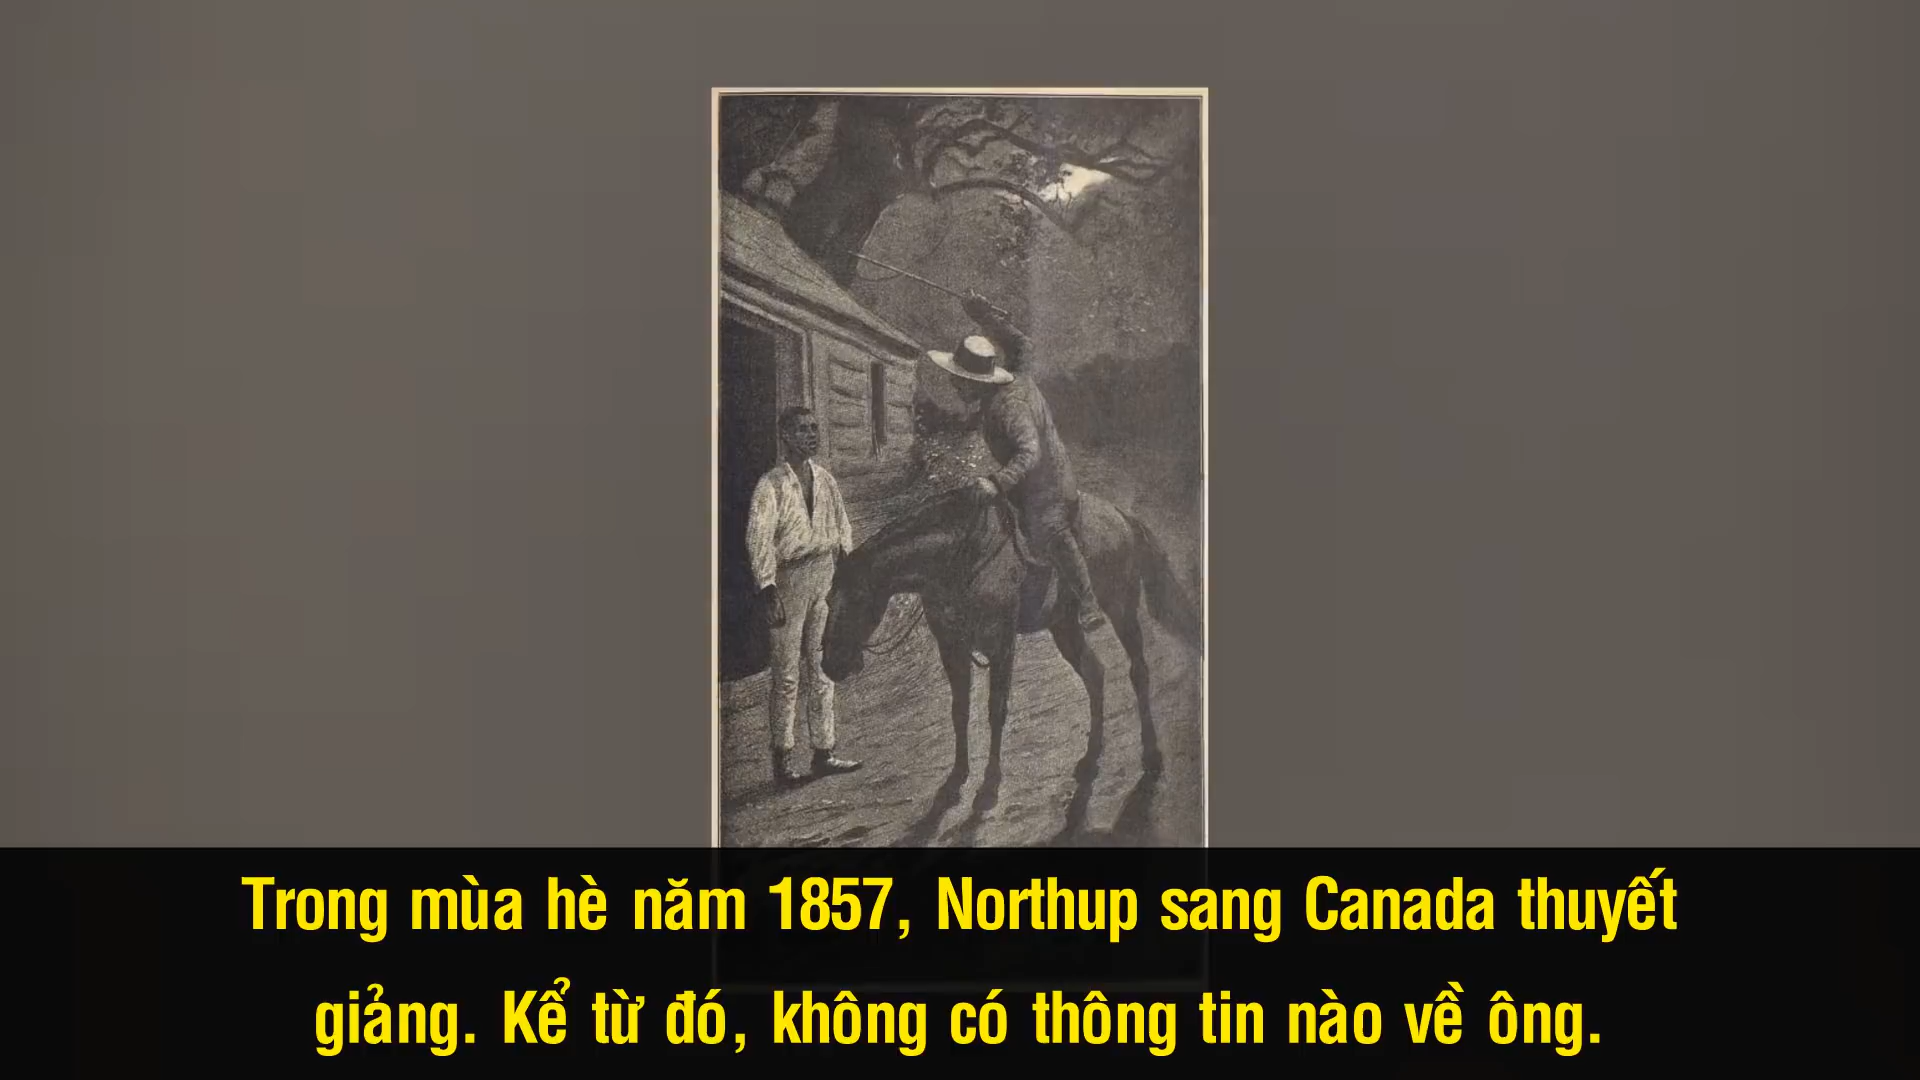 Trong mùa hè năm 1857, Northup sang Canada thuyết
giảng. Kể từ đó, không có thông tin nào về ông.